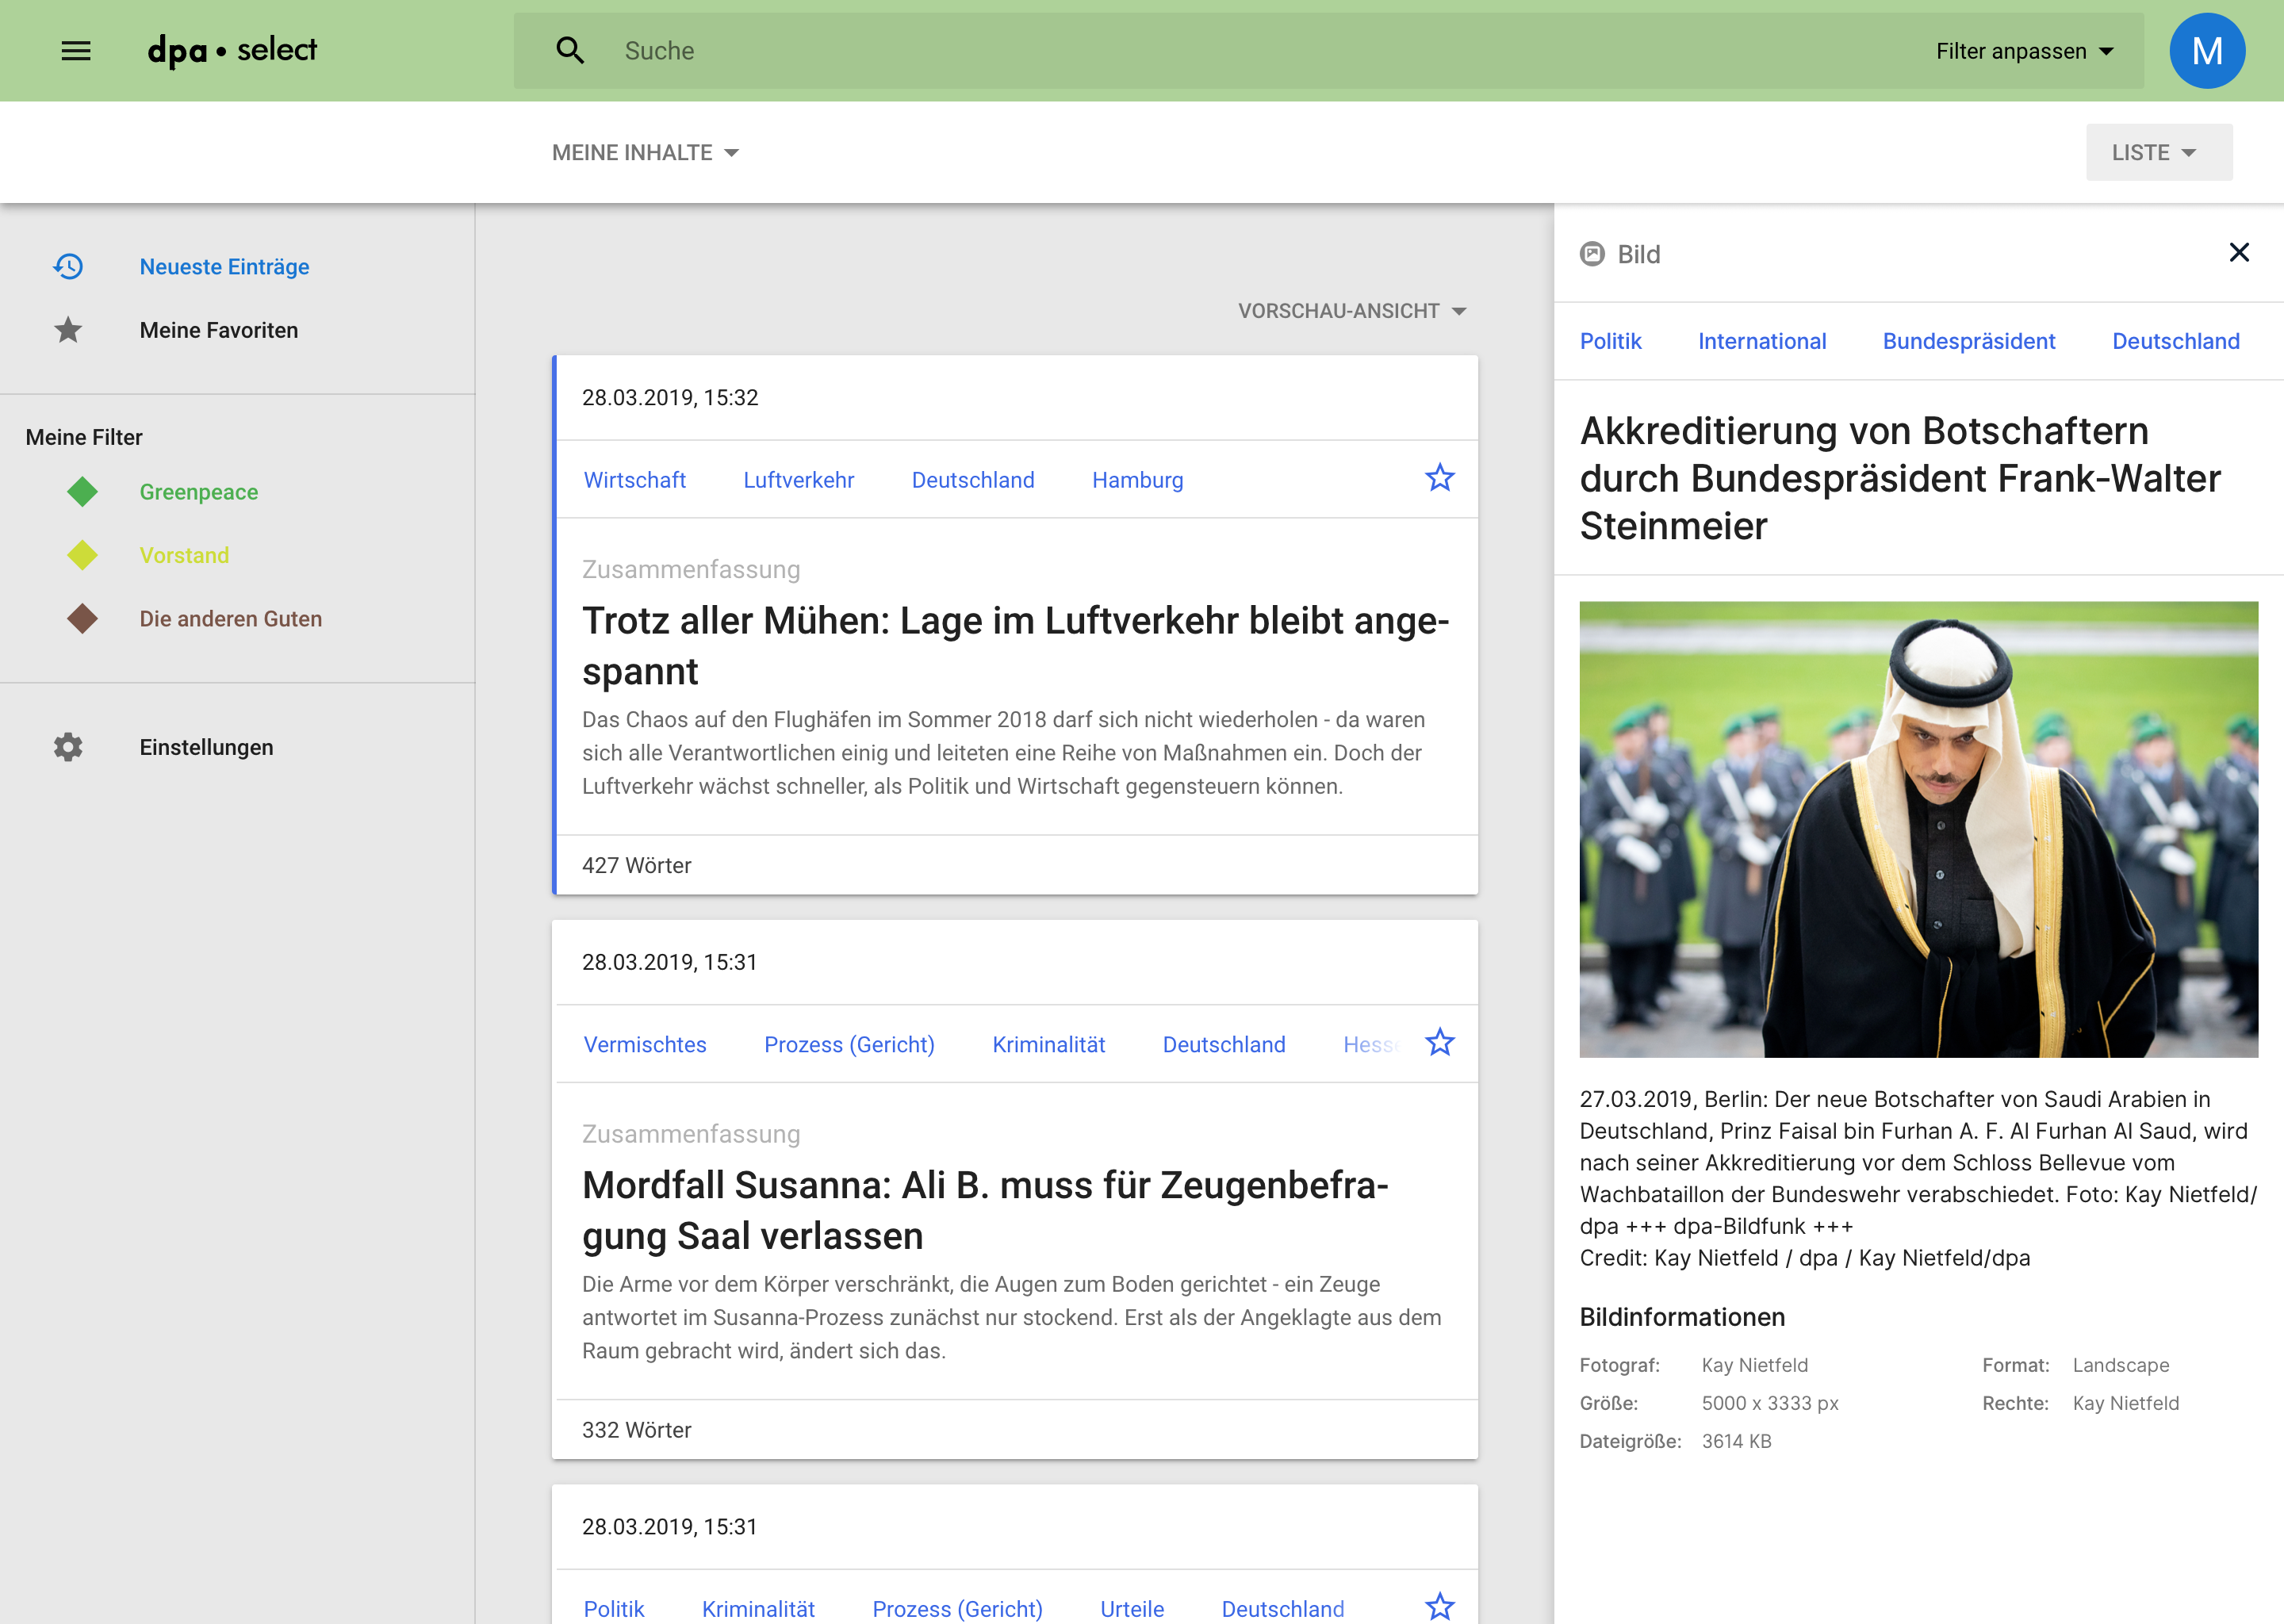 dpa • select
Suche
Filter anpassen
M
MEINE INHALTE
LISTE
Neueste Einträge
Meine Favoriten
Meine Filter
Greenpeace
Vorstand
Die anderen Guten
Einstellungen
VORSCHAU-ANSICHT
28.03.2019, 15:32
Wirtschaft Luftverkehr Deutschland Hamburg
Zusammenfassung
Trotz aller Mühen: Lage im Luftverkehr bleibt ange-
spannt
Das Chaos auf den Flughäfen im Sommer 2018 darf sich nicht wiederholen - da waren
sich alle Verantwortlichen einig und leiteten eine Reihe von Maßnahmen ein. Doch der
Luftverkehr wächst schneller, als Politik und Wirtschaft gegensteuern können.
427 Wörter
28.03.2019, 15:31
Vermischtes Prozess (Gericht) Kriminalität Deutschland Hesse
Zusammenfassung
Mordfall Susanna: Ali B. muss für Zeugenbefra-
gung Saal verlassen
Die Arme vor dem Körper verschränkt, die Augen zum Boden gerichtet - ein Zeuge
antwortet im Susanna-Prozess zunächst nur stockend. Erst als der Angeklagte aus dem
Raum gebracht wird, ändert sich das.
332 Wörter
28.03.2019, 15:31
Politik Kriminalität Prozess (Gericht) Urteile Deutschland
Bild
Politik International Bundespräsident Deutschland
Akkreditierung von Botschaftern
durch Bundespräsident Frank-Walter
Steinmeier
27.03.2019, Berlin: Der neue Botschafter von Saudi Arabien in
Deutschland, Prinz Faisal bin Furhan A. F. Al Furhan Al Saud, wird
nach seiner Akkreditierung vor dem Schloss Bellevue vom
Wachbataillon der Bundeswehr verabschiedet. Foto: Kay Nietfeld/
dpa +++ dpa-Bildfunk +++
Credit: Kay Nietfeld / dpa / Kay Nietfeld/dpa
Bildinformationen
Fotograf: Kay Nietfeld Format: Landscape
Größe: 5000 x 3333 px Rechte: Kay Nietfeld
Dateigröße: 3614 KB